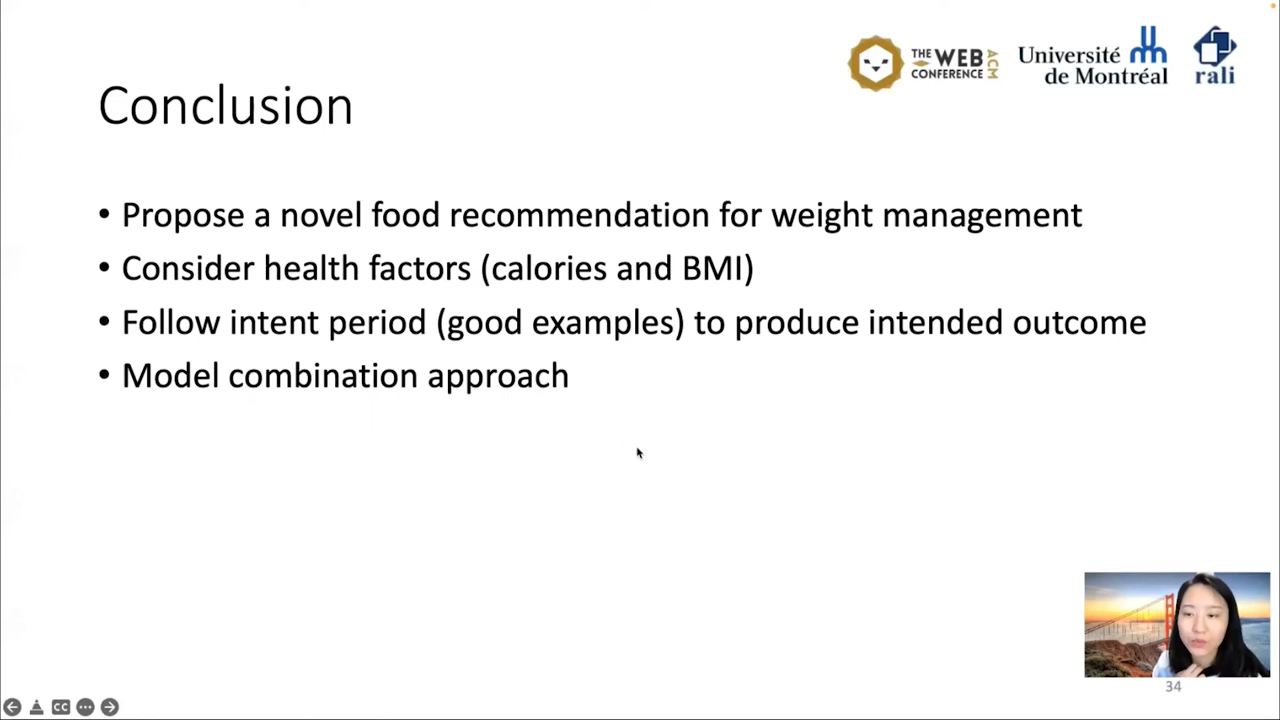 THE WEB
CONFERENCE
ACM
Université
de Montréal
rali
Conclusion
• Propose a novel food recommendation for weight management
• Consider health factors (calories and BMI)
• Follow intent period (good examples) to produce intended outcome
• Model combination approach
34
CC